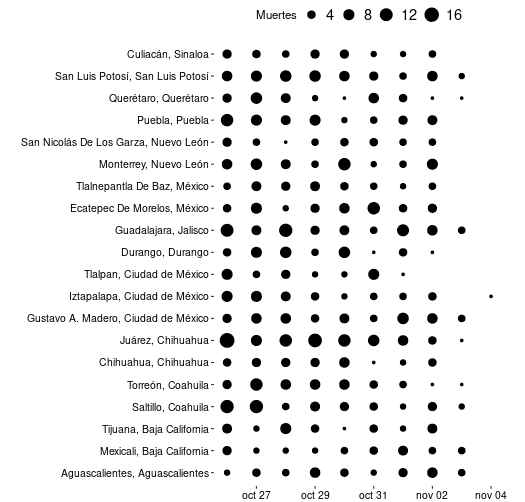 Muertes 4 8 12 16
Culiacán, Sinaloa
San Luis Potosí, San Luis Potosí
Querétaro, Querétaro
Puebla, Puebla
San Nicolás De Los Garza, Nuevo León
Monterrey, Nuevo León
Tlalnepantla De Baz, México
Ecatepec De Morelos, México
Guadalajara, Jalisco
Durango, Durango
Tlalpan, Ciudad de México
Iztapalapa, Ciudad de México
Gustavo A. Madero, Ciudad de México
Juárez, Chihuahua
Chihuahua, Chihuahua
Torreón, Coahuila
Saltillo, Coahuila
Tijuana, Baja California
Mexicali, Baja California
Aguascalientes, Aguascalientes
oct 27 oct 29 oct 31 nov 02 nov 04